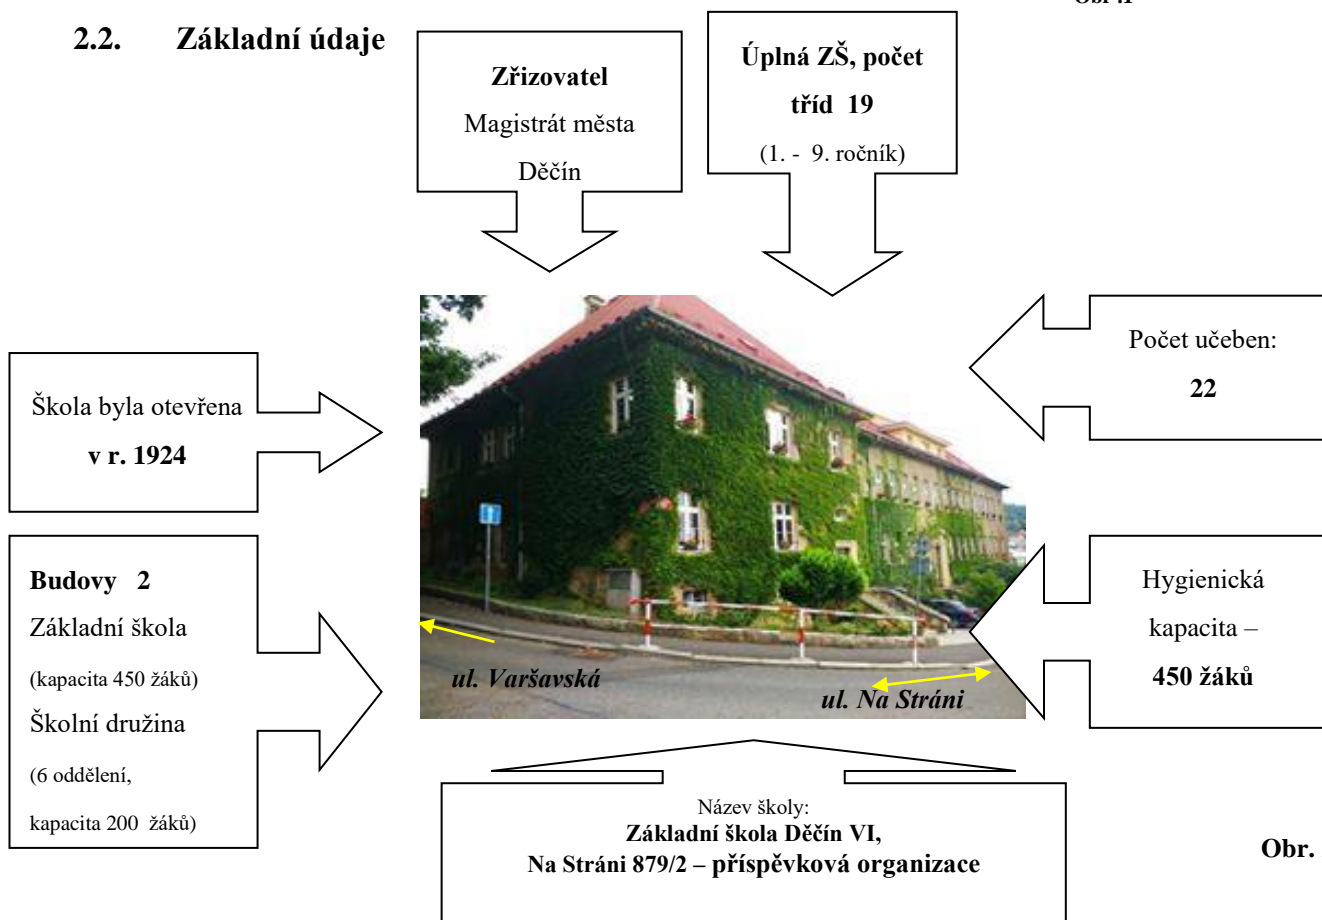 Obr .1
2.2. Základní údaje
Zřizovatel
Magistrát města
Děčín
Úplná ZŠ, počet
tříd 19
(1. - 9. ročník)
Škola byla otevřena
v r. 1924
Počet učeben:
22
Budovy 2
Základní škola
(kapacita 450 žáků)
Školní družina
(6 oddělení,
kapacita 200 žáků)
Hygienická
kapacita –
450 žáků
ul. Varšavská
ul. Na Stráni
Název školy:
Základní škola Děčín VI,
Na Stráni 879/2 – příspěvková organizace
Obr.